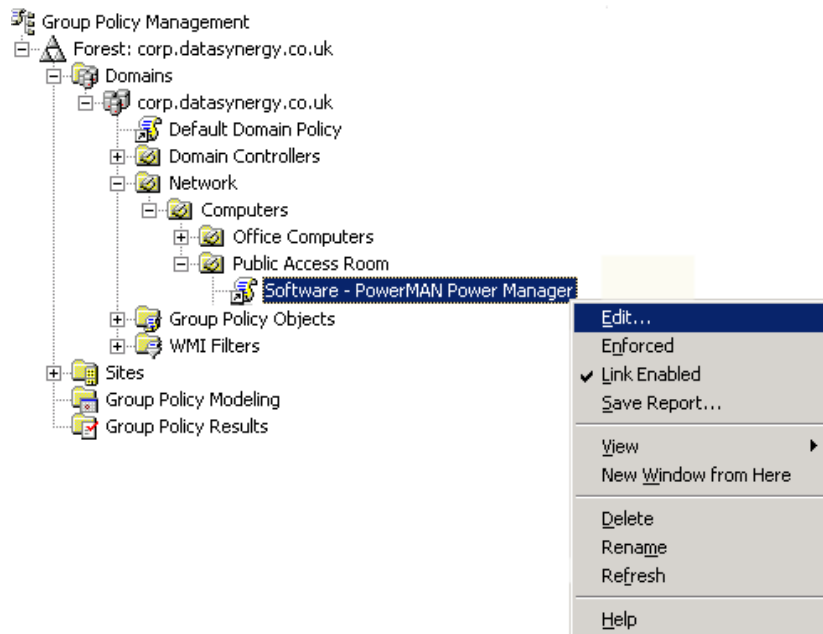 Group Policy Management
Forest: corp.datasynergy.co.uk
Domains
corp.datasynergy.co.uk
Default Domain Policy
Domain Controllers
Network
Computers
Office Computers
Public Access Room
Software - PowerMAN Power Manager
Group Policy Objects
WMI Filters
Sites
Group Policy Modeling
Group Policy Results
Edit...
Enforced
Link Enabled
Save Report...
View
New Window from Here
Delete
Rename
Refresh
Help